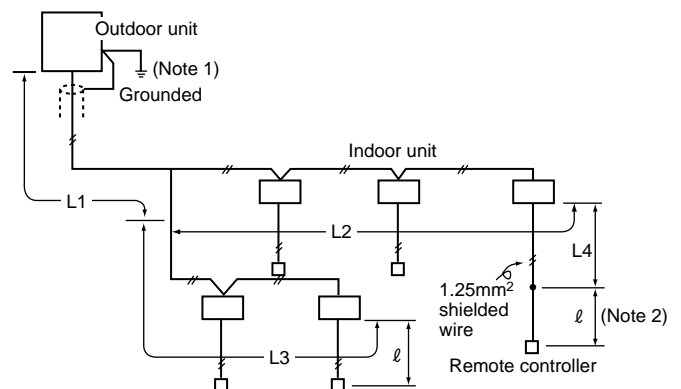 Outdoor unit
(Note 1)
Grounded
Indoor unit
L1
L2
L4
1.25mm²
shielded
wire
ℓ (Note 2)
L3
ℓ
Remote controller